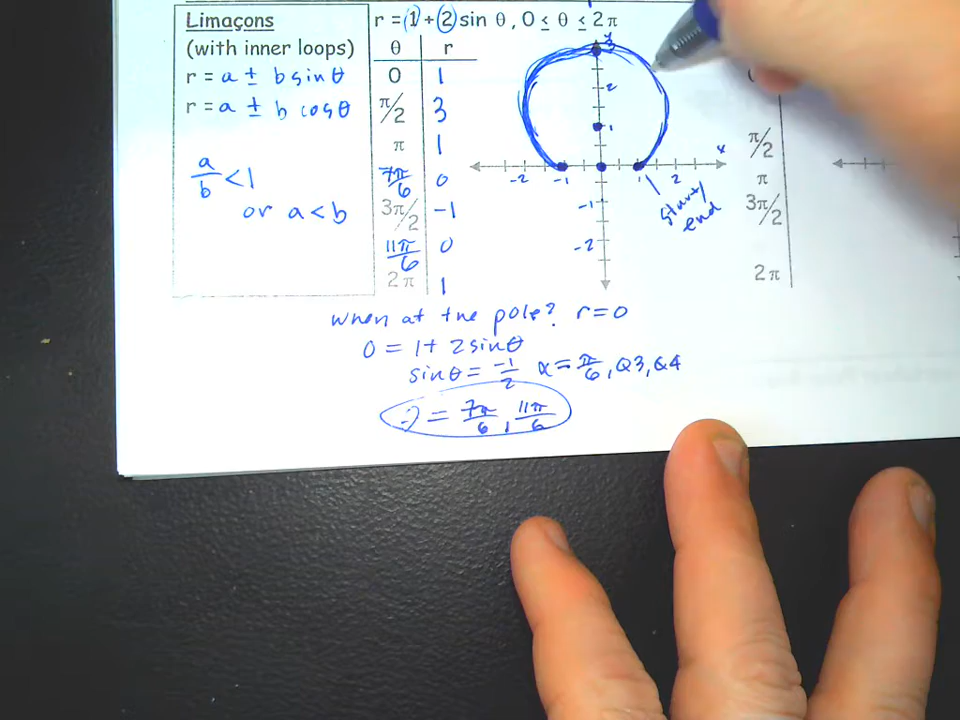 Limaçons
(with inner loops)
r = a ± b sin θ
r = a ± b cos θ
a/b < 1
or a < b
r = 1 + 2 sin θ , 0 ≤ θ ≤ 2 π
θ r
0 1
π/2 3
π 1
7π/6 0
3π/2 -1
11π/6 0
2π 1
y
3
2
1
x
-2 -1 1 2
-1
-2
start/
end
π/2
π
3π/2
2π
when at the pole? r=0
0 = 1 + 2 sin θ
sin θ = -1/2 α = π/6, Q3, Q4
= 7π/6, 11π/6